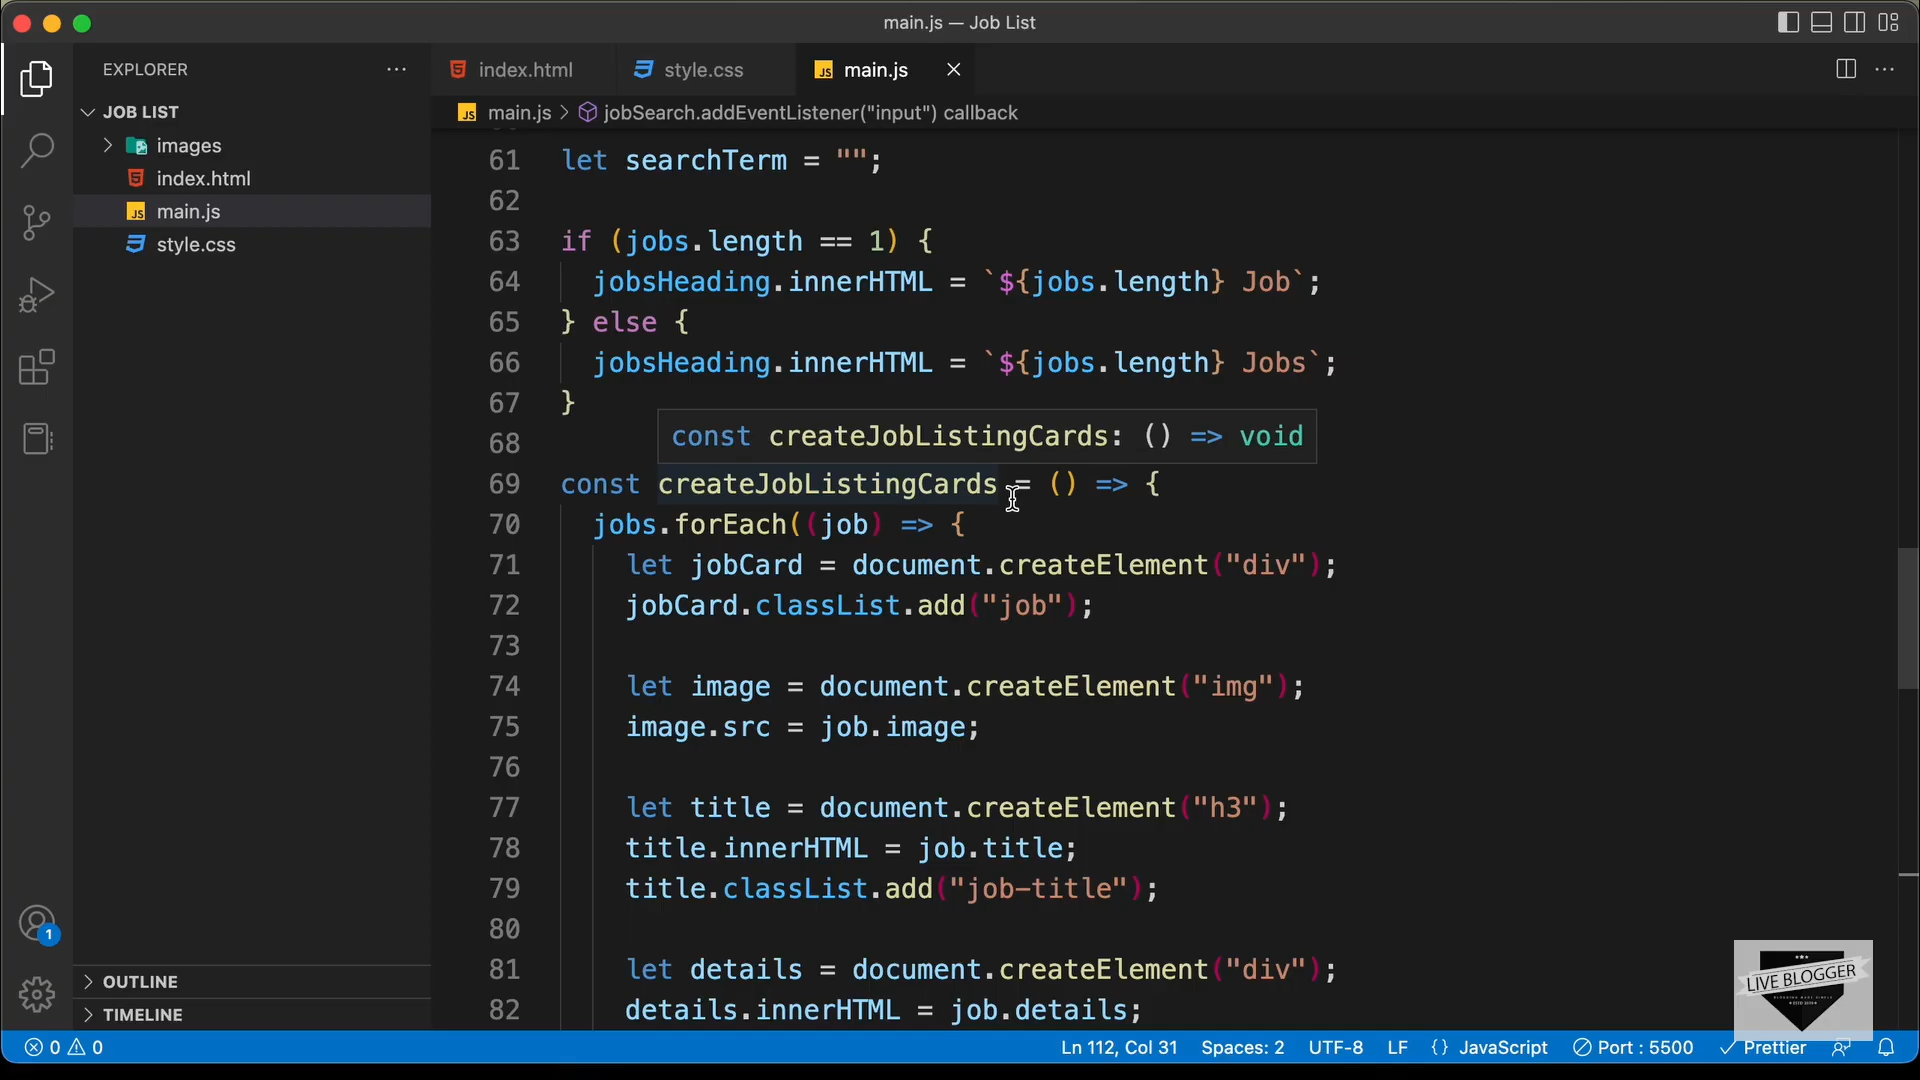 main.js — Job List
EXPLORER
JOB LIST
images
index.html
main.js
style.css
OUTLINE
TIMELINE
index.html
style.css
main.js
main.js > jobSearch.addEventListener("input") callback
61 let searchTerm = "";
62
63 if (jobs.length == 1) {
64 jobsHeading.innerHTML = `${jobs.length} Job`;
65 } else {
66 jobsHeading.innerHTML = `${jobs.length} Jobs`;
67 }
const createJobListingCards: () => void
68
69 const createJobListingCards = () => {
70 jobs.forEach((job) => {
71 let jobCard = document.createElement("div");
72 jobCard.classList.add("job");
73
74 let image = document.createElement("img");
75 image.src = job.image;
76
77 let title = document.createElement("h3");
78 title.innerHTML = job.title;
79 title.classList.add("job-title");
80
81 let details = document.createElement("div");
82 details.innerHTML = job.details;
LIVE BLOGGER
1
0 0
Ln 112, Col 31 Spaces: 2 UTF-8 LF {} JavaScript Port : 5500 Prettier